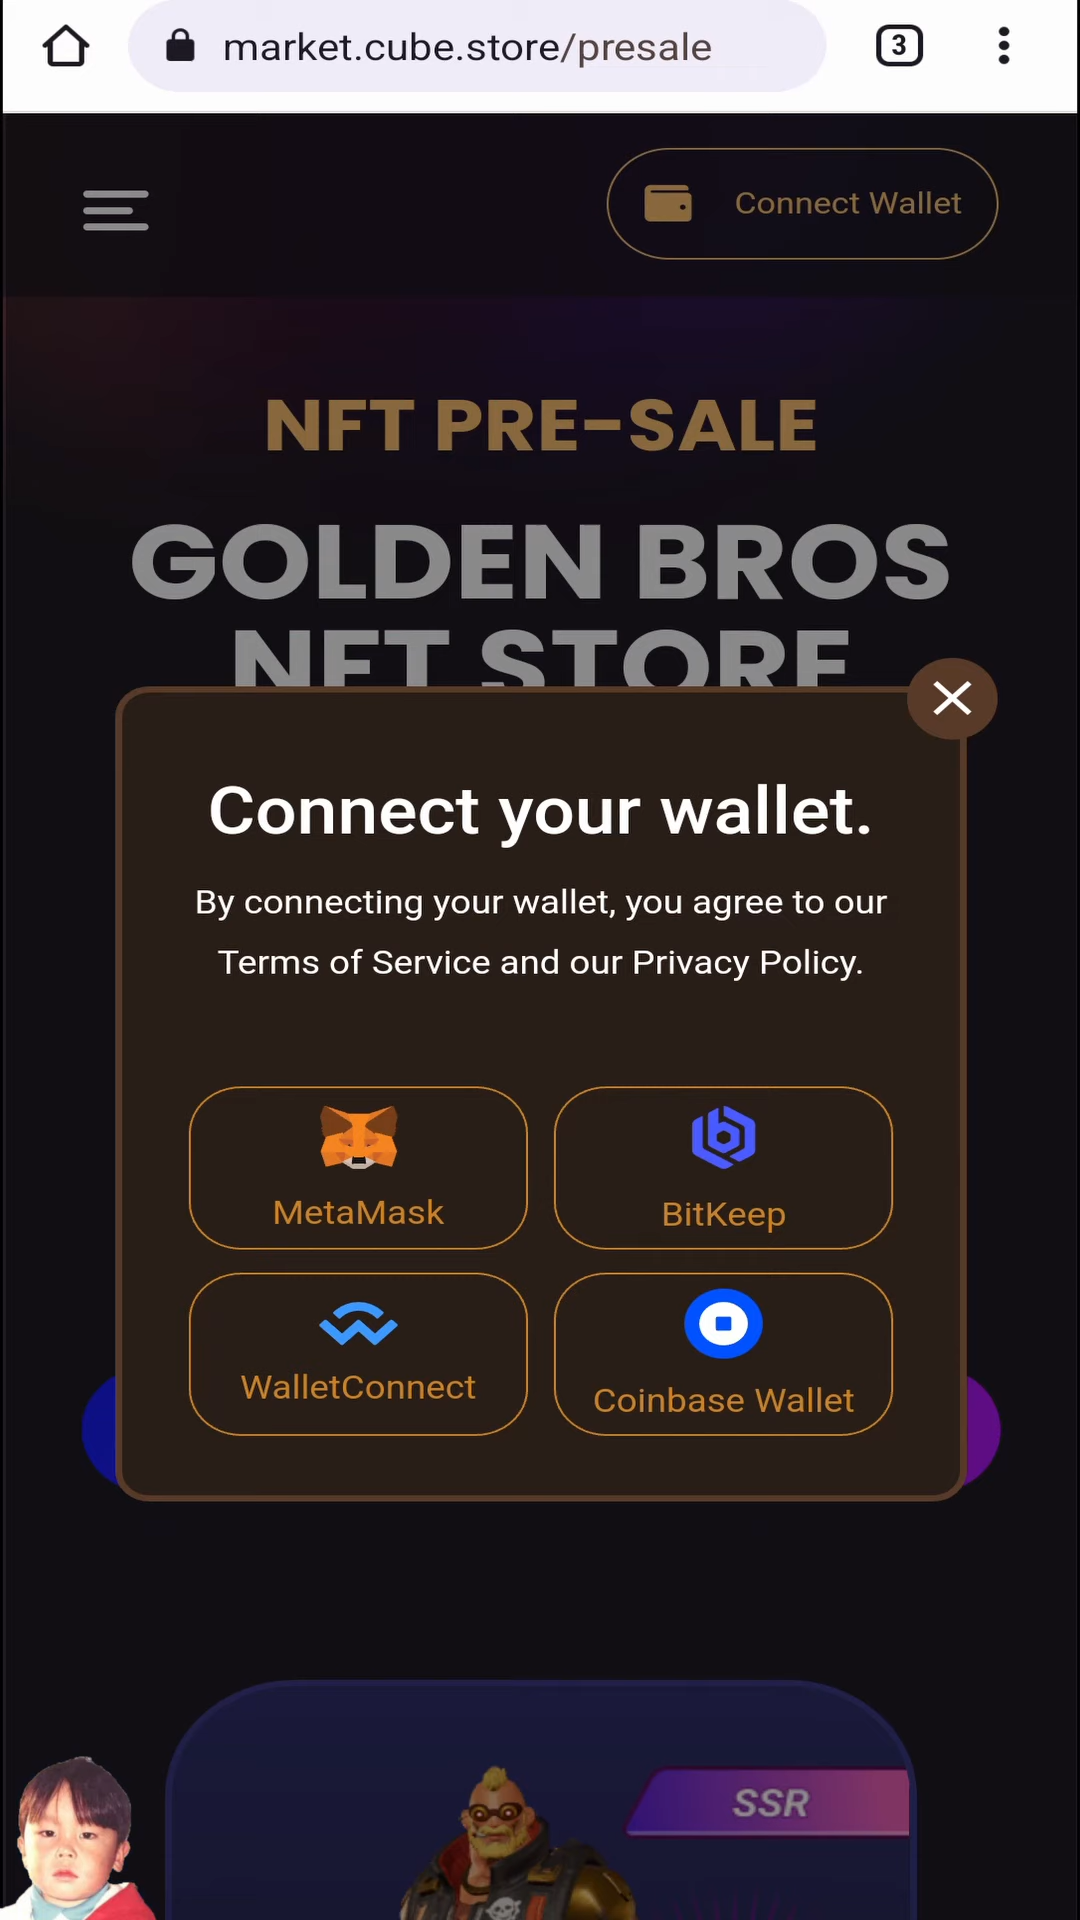 market.cube.store/presale
3
Connect Wallet
NFT PRE-SALE
GOLDEN BROS
NFT STORE
Connect your wallet.
By connecting your wallet, you agree to our
Terms of Service and our Privacy Policy.
MetaMask
BitKeep
WalletConnect
Coinbase Wallet
SSR